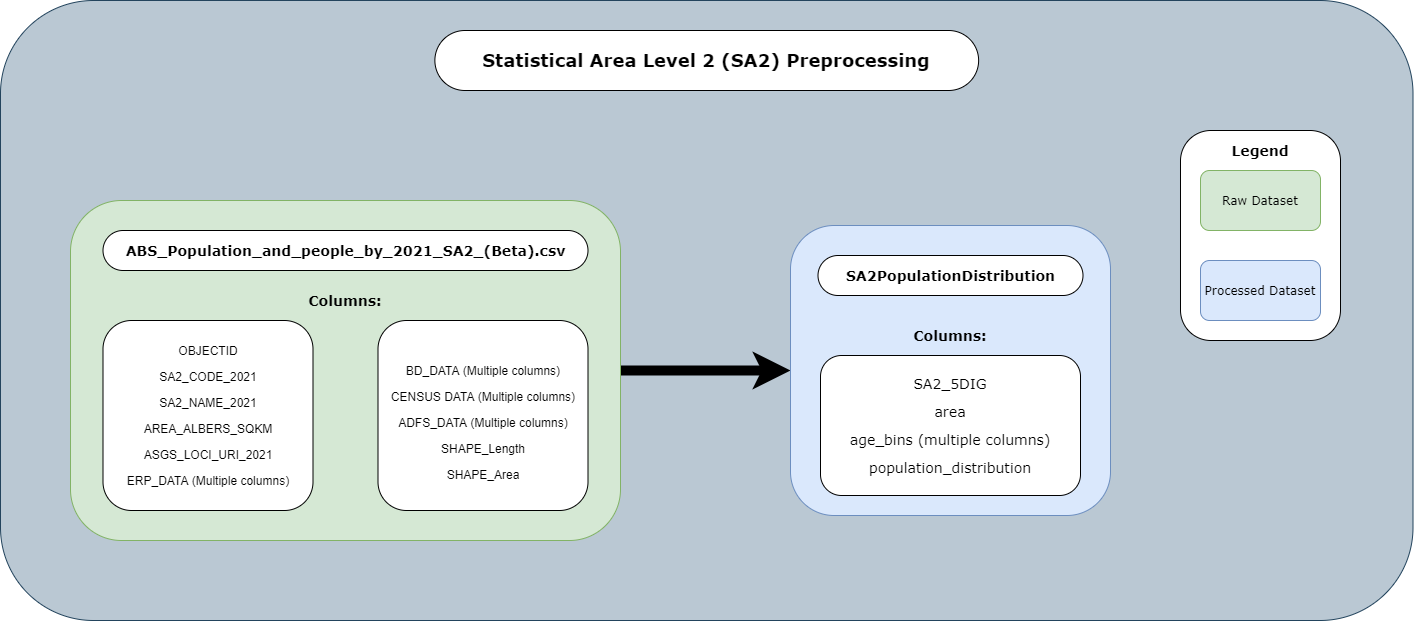 Statistical Area Level 2 (SA2) Preprocessing
Legend
Raw Dataset
Processed Dataset
ABS_Population_and_people_by_2021_SA2_(Beta).csv
Columns:
OBJECTID
SA2_CODE_2021
SA2_NAME_2021
AREA_ALBERS_SQKM
ASGS_LOCI_URI_2021
ERP_DATA (Multiple columns)
BD_DATA (Multiple columns)
CENSUS DATA (Multiple columns)
ADFS_DATA (Multiple columns)
SHAPE_Length
SHAPE_Area
SA2PopulationDistribution
Columns:
SA2_5DIG
area
age_bins (multiple columns)
population_distribution